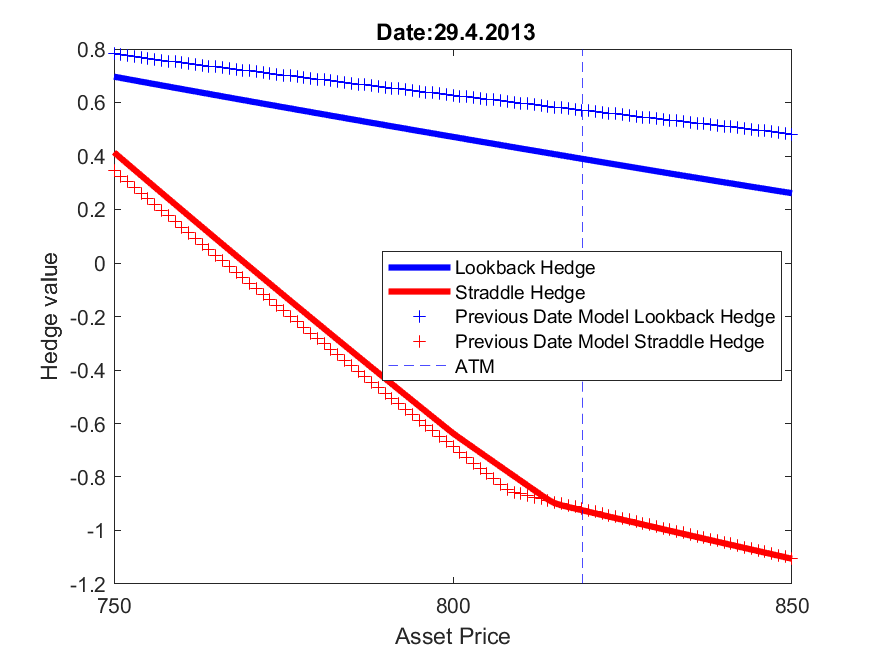 Date:29.4.2013
0.8
0.6
0.4
0.2
0
-0.2
-0.4
-0.6
-0.8
-1
-1.2
Hedge value
Lookback Hedge
Straddle Hedge
Previous Date Model Lookback Hedge
Previous Date Model Straddle Hedge
ATM
750
800
850
Asset Price